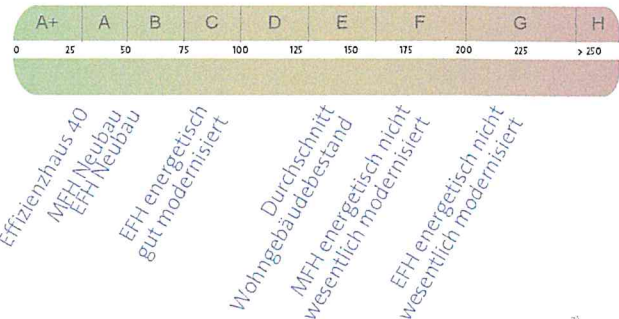 A+ A B C D E F G H
0 25 50 75 100 125 150 175 200 225 > 250
Effizienzhaus 40
MFH Neubau
EFH Neubau
EFH energetisch
gut modernisiert
Durchschnitt
Wohngebäudebestand
MFH energetisch nicht
wesentlich modernisiert
EFH energetisch nicht
wesentlich modernisiert